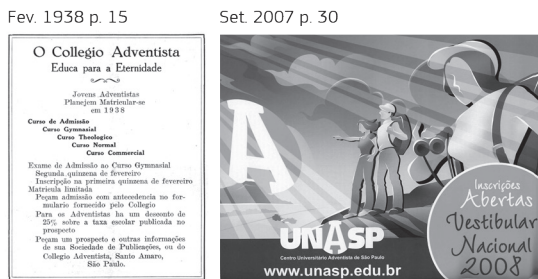 Fev. 1938 p. 15
O Collegio Adventista
Educa para a Eternidade
Jovens Adventistas
Planejem Matricular-se
em 1938
Curso de Admissão
Curso Gymnasial
Curso Theologico
Curso Normal
Curso Commercial
Exame de Admissão ao Curso Gymnasial
Segunda quinzena de fevereiro
Inscripção na primeira quinzena de fevereiro
Matricula limitada
Peçam admissão com antecedencia no for-
mulario fornecido pelo Collegio
Para os Adventistas ha um desconto de
25% sobre a taxa escolar publicada no
prospecto
Peçam um prospecto e outras informações
de sua Sociedade de Publicações, ou do
Collegio Adventista, Santo Amaro,
São Paulo.
Set. 2007 p. 30
A
UNASP
Centro Universitário Adventista de São Paulo
www.unasp.edu.br
Inscrições
Abertas
Vestibular
Nacional
2008